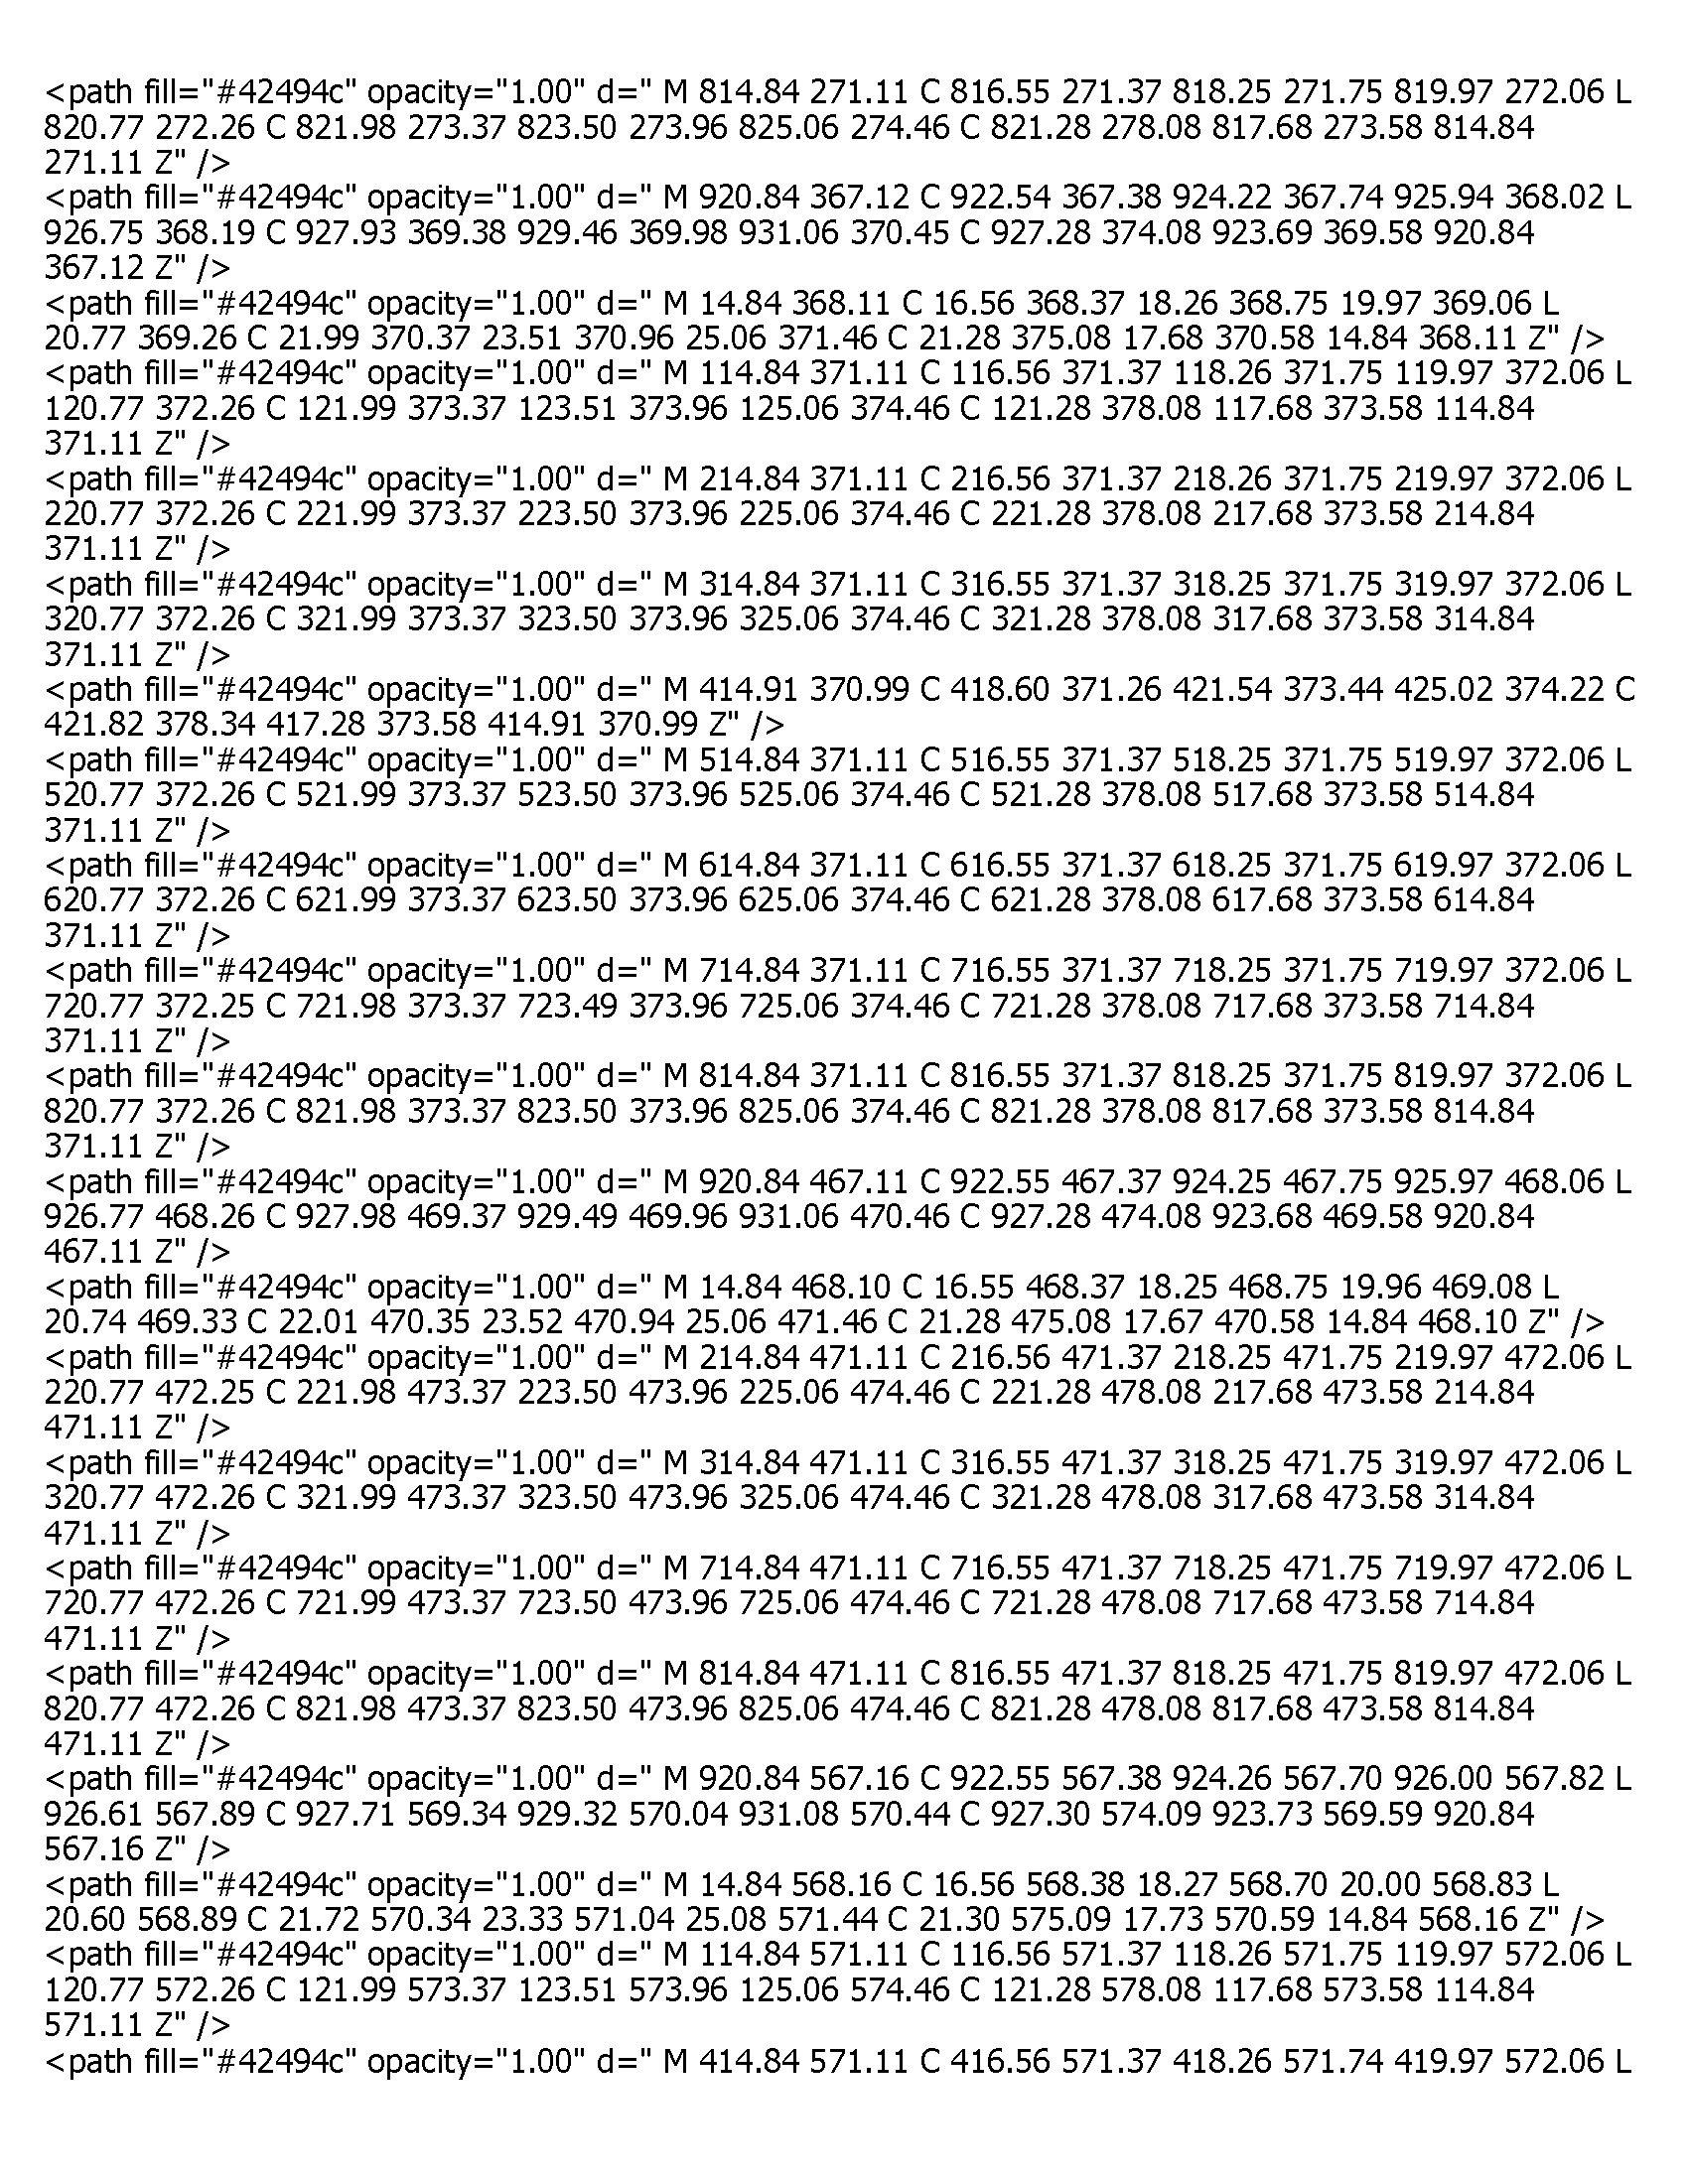 <path fill="#42494c" opacity="1.00" d=" M 814.84 271.11 C 816.55 271.37 818.25 271.75 819.97 272.06 L
820.77 272.26 C 821.98 273.37 823.50 273.96 825.06 274.46 C 821.28 278.08 817.68 273.58 814.84
271.11 Z" />
<path fill="#42494c" opacity="1.00" d=" M 920.84 367.12 C 922.54 367.38 924.22 367.74 925.94 368.02 L
926.75 368.19 C 927.93 369.38 929.46 369.98 931.06 370.45 C 927.28 374.08 923.69 369.58 920.84
367.12 Z" />
<path fill="#42494c" opacity="1.00" d=" M 14.84 368.11 C 16.56 368.37 18.26 368.75 19.97 369.06 L
20.77 369.26 C 21.99 370.37 23.51 370.96 25.06 371.46 C 21.28 375.08 17.68 370.58 14.84 368.11 Z" />
<path fill="#42494c" opacity="1.00" d=" M 114.84 371.11 C 116.56 371.37 118.26 371.75 119.97 372.06 L
120.77 372.26 C 121.99 373.37 123.51 373.96 125.06 374.46 C 121.28 378.08 117.68 373.58 114.84
371.11 Z" />
<path fill="#42494c" opacity="1.00" d=" M 214.84 371.11 C 216.56 371.37 218.26 371.75 219.97 372.06 L
220.77 372.26 C 221.99 373.37 223.50 373.96 225.06 374.46 C 221.28 378.08 217.68 373.58 214.84
371.11 Z" />
<path fill="#42494c" opacity="1.00" d=" M 314.84 371.11 C 316.55 371.37 318.25 371.75 319.97 372.06 L
320.77 372.26 C 321.99 373.37 323.50 373.96 325.06 374.46 C 321.28 378.08 317.68 373.58 314.84
371.11 Z" />
<path fill="#42494c" opacity="1.00" d=" M 414.91 370.99 C 418.60 371.26 421.54 373.44 425.02 374.22 C
421.82 378.34 417.28 373.58 414.91 370.99 Z" />
<path fill="#42494c" opacity="1.00" d=" M 514.84 371.11 C 516.55 371.37 518.25 371.75 519.97 372.06 L
520.77 372.26 C 521.99 373.37 523.50 373.96 525.06 374.46 C 521.28 378.08 517.68 373.58 514.84
371.11 Z" />
<path fill="#42494c" opacity="1.00" d=" M 614.84 371.11 C 616.55 371.37 618.25 371.75 619.97 372.06 L
620.77 372.26 C 621.99 373.37 623.50 373.96 625.06 374.46 C 621.28 378.08 617.68 373.58 614.84
371.11 Z" />
<path fill="#42494c" opacity="1.00" d=" M 714.84 371.11 C 716.55 371.37 718.25 371.75 719.97 372.06 L
720.77 372.25 C 721.98 373.37 723.49 373.96 725.06 374.46 C 721.28 378.08 717.68 373.58 714.84
371.11 Z" />
<path fill="#42494c" opacity="1.00" d=" M 814.84 371.11 C 816.55 371.37 818.25 371.75 819.97 372.06 L
820.77 372.26 C 821.98 373.37 823.50 373.96 825.06 374.46 C 821.28 378.08 817.68 373.58 814.84
371.11 Z" />
<path fill="#42494c" opacity="1.00" d=" M 920.84 467.11 C 922.55 467.37 924.25 467.75 925.97 468.06 L
926.77 468.26 C 927.98 469.37 929.49 469.96 931.06 470.46 C 927.28 474.08 923.68 469.58 920.84
467.11 Z" />
<path fill="#42494c" opacity="1.00" d=" M 14.84 468.10 C 16.55 468.37 18.25 468.75 19.96 469.08 L
20.74 469.33 C 22.01 470.35 23.52 470.94 25.06 471.46 C 21.28 475.08 17.67 470.58 14.84 468.10 Z" />
<path fill="#42494c" opacity="1.00" d=" M 214.84 471.11 C 216.56 471.37 218.25 471.75 219.97 472.06 L
220.77 472.25 C 221.98 473.37 223.50 473.96 225.06 474.46 C 221.28 478.08 217.68 473.58 214.84
471.11 Z" />
<path fill="#42494c" opacity="1.00" d=" M 314.84 471.11 C 316.55 471.37 318.25 471.75 319.97 472.06 L
320.77 472.26 C 321.99 473.37 323.50 473.96 325.06 474.46 C 321.28 478.08 317.68 473.58 314.84
471.11 Z" />
<path fill="#42494c" opacity="1.00" d=" M 714.84 471.11 C 716.55 471.37 718.25 471.75 719.97 472.06 L
720.77 472.26 C 721.99 473.37 723.50 473.96 725.06 474.46 C 721.28 478.08 717.68 473.58 714.84
471.11 Z" />
<path fill="#42494c" opacity="1.00" d=" M 814.84 471.11 C 816.55 471.37 818.25 471.75 819.97 472.06 L
820.77 472.26 C 821.98 473.37 823.50 473.96 825.06 474.46 C 821.28 478.08 817.68 473.58 814.84
471.11 Z" />
<path fill="#42494c" opacity="1.00" d=" M 920.84 567.16 C 922.55 567.38 924.26 567.70 926.00 567.82 L
926.61 567.89 C 927.71 569.34 929.32 570.04 931.08 570.44 C 927.30 574.09 923.73 569.59 920.84
567.16 Z" />
<path fill="#42494c" opacity="1.00" d=" M 14.84 568.16 C 16.56 568.38 18.27 568.70 20.00 568.83 L
20.60 568.89 C 21.72 570.34 23.33 571.04 25.08 571.44 C 21.30 575.09 17.73 570.59 14.84 568.16 Z" />
<path fill="#42494c" opacity="1.00" d=" M 114.84 571.11 C 116.56 571.37 118.26 571.75 119.97 572.06 L
120.77 572.26 C 121.99 573.37 123.51 573.96 125.06 574.46 C 121.28 578.08 117.68 573.58 114.84
571.11 Z" />
<path fill="#42494c" opacity="1.00" d=" M 414.84 571.11 C 416.56 571.37 418.26 571.74 419.97 572.06 L